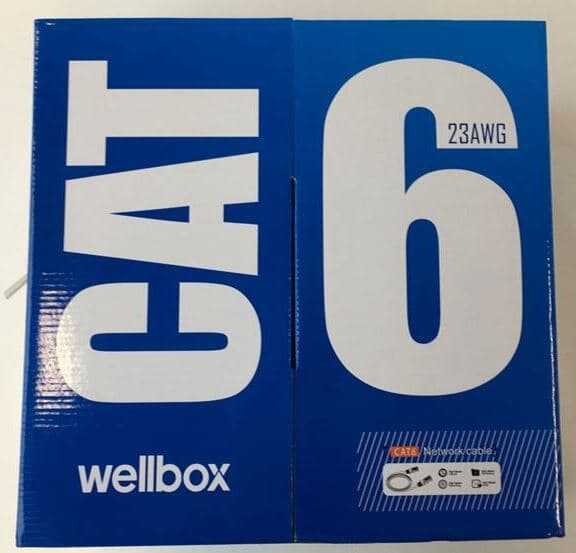 CAT
6
23AWG
wellbox
CAT6 Network cable.